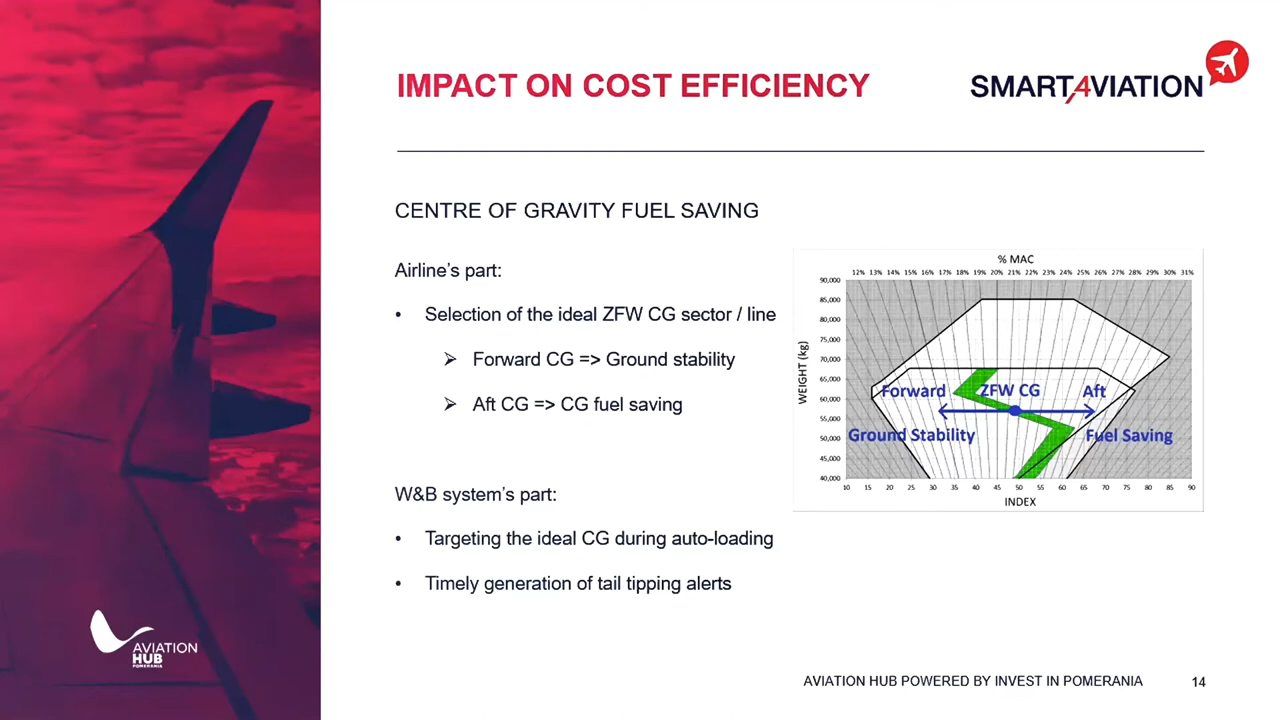 IMPACT ON COST EFFICIENCY
SMARTAVIATION
CENTRE OF GRAVITY FUEL SAVING
Airline's part:
• Selection of the ideal ZFW CG sector / line
➢ Forward CG => Ground stability
➢ Aft CG => CG fuel saving
W&B system's part:
• Targeting the ideal CG during auto-loading
• Timely generation of tail tipping alerts
% MAC
12% 13% 14% 15% 16% 17% 18% 19% 20% 21% 22% 23% 24% 25% 26% 27% 28% 29% 30% 31%
90,000
85,000
80,000
75,000
70,000
65,000
60,000
55,000
50,000
45,000
40,000
WEIGHT (kg)
Forward ZFW CG Aft
Ground Stability Fuel Saving
10 15 20 25 30 35 40 45 50 55 60 65 70 75 80 85 90
INDEX
AVIATION
HUB
POMERANIA
AVIATION HUB POWERED BY INVEST IN POMERANIA
14